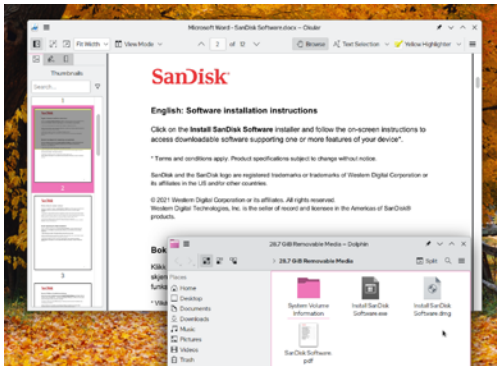 Microsoft Word - SanDisk Software.docx – Okular
Fit Width
View Mode
2 of 12
Browse
Text Selection
Yellow Highlighter
Thumbnails
Search...
1
2
3
SanDisk
English: Software installation instructions
Click on the Install SanDisk Software installer and follow the on-screen instructions to
access downloadable software supporting one or more features of your device*.
* Terms and conditions apply. Product specifications subject to change without notice.
SanDisk and the SanDisk logo are registered trademarks or trademarks of Western Digital Corporation or
its affiliates in the US and/or other countries.
© 2021 Western Digital Corporation or its affiliates. All rights reserved.
Western Digital Technologies, Inc. is the seller of record and licensee in the Americas of SanDisk®
products.
Bok
Klikk
skjer
funk
* Vilk
28.7 GiB Removable Media – Dolphin
28.7 GiB Removable Media
Split
Places
Home
Desktop
Documents
Downloads
Music
Pictures
Videos
Trash
System Volume
Information
Install SanDisk
Software.exe
Install SanDisk
Software.dmg
SanDisk Software.
pdf